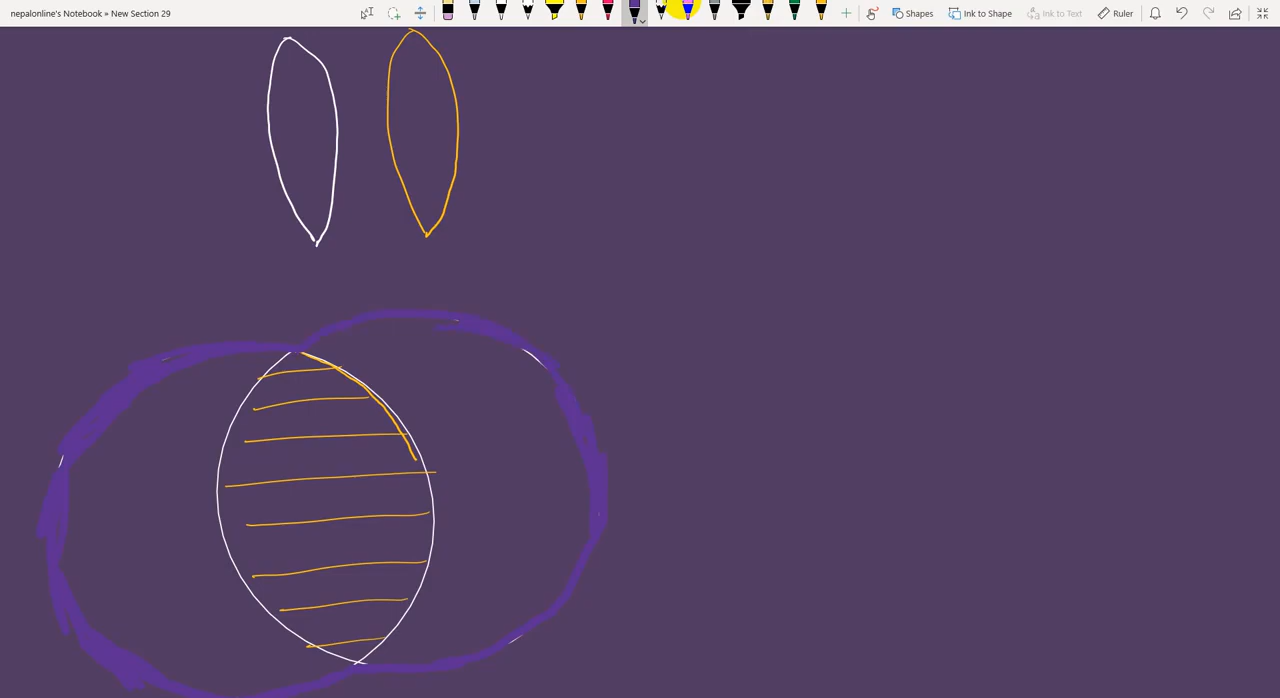 nepalonline's Notebook » New Section 29
Shapes
Ink to Shape
Ink to Text
Ruler